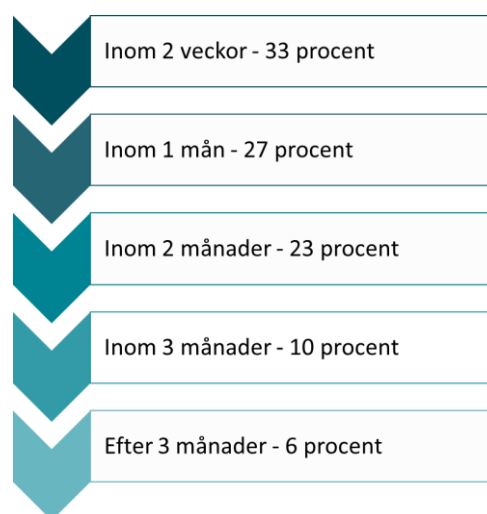 Inom 2 veckor - 33 procent
Inom 1 mån - 27 procent
Inom 2 månader - 23 procent
Inom 3 månader - 10 procent
Efter 3 månader - 6 procent